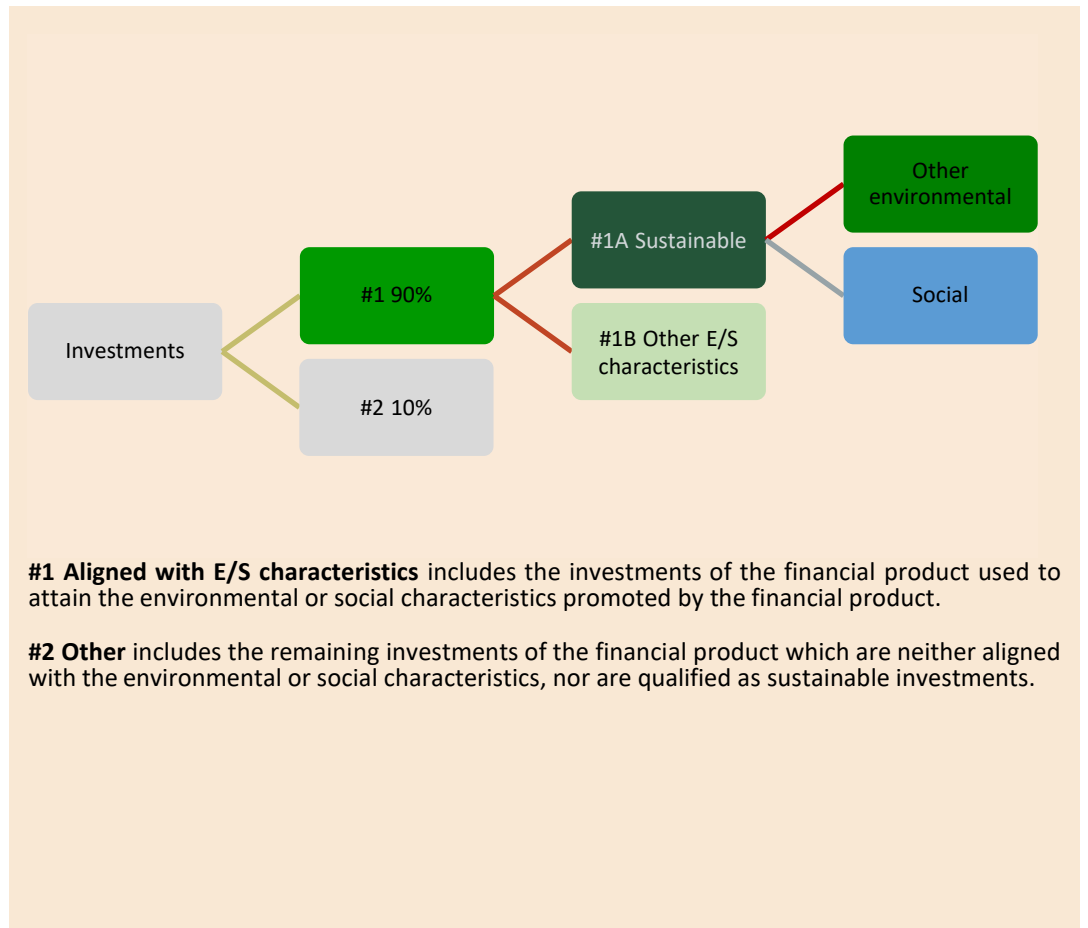 Other
environmental
#1A Sustainable
#1 90%
Social
Investments
#1B Other E/S
characteristics
#2 10%
#1 Aligned with E/S characteristics includes the investments of the financial product used to
attain the environmental or social characteristics promoted by the financial product.
#2 Other includes the remaining investments of the financial product which are neither aligned
with the environmental or social characteristics, nor are qualified as sustainable investments.